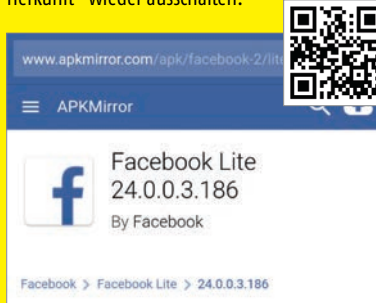 Herkunft" wieder ausschalten.
www.apkmirror.com/apk/facebook-2/lite
APKMirror
Facebook Lite
24.0.0.3.186
By Facebook
Facebook > Facebook Lite > 24.0.0.3.186